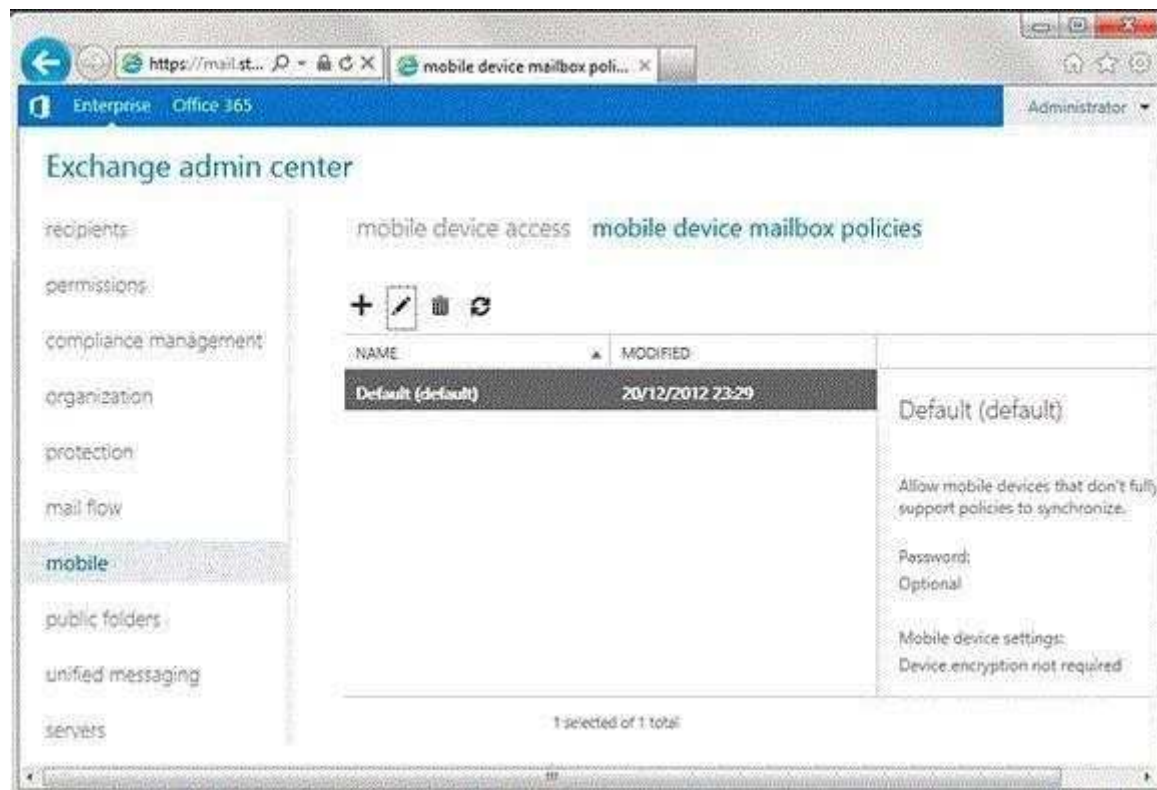 https://mail.st...
mobile device mailbox poli...
Enterprise Office 365
Administrator
Exchange admin center
recipients
permissions
compliance management
organization
protection
mail flow
mobile
public folders
unified messaging
servers
mobile device access mobile device mailbox policies
NAME MODIFIED
Default (default) 20/12/2012 23:29
1 selected of 1 total
Default (default)
Allow mobile devices that don't fully
support policies to synchronize.
Password:
Optional
Mobile device settings:
Device encryption not required